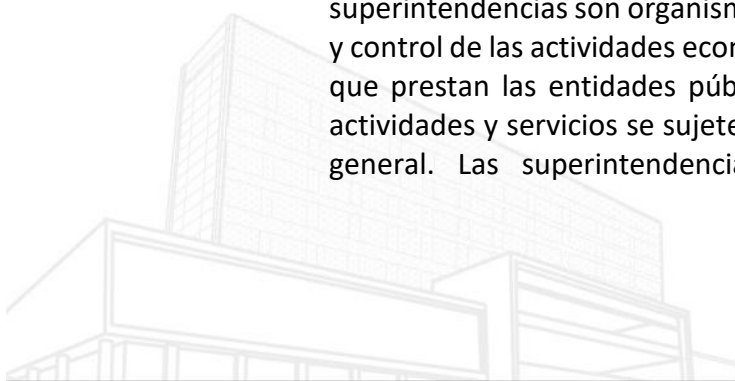 superintendencias son organism
y control de las actividades econ
que prestan las entidades púb
actividades y servicios se sujete
general. Las superintendencia